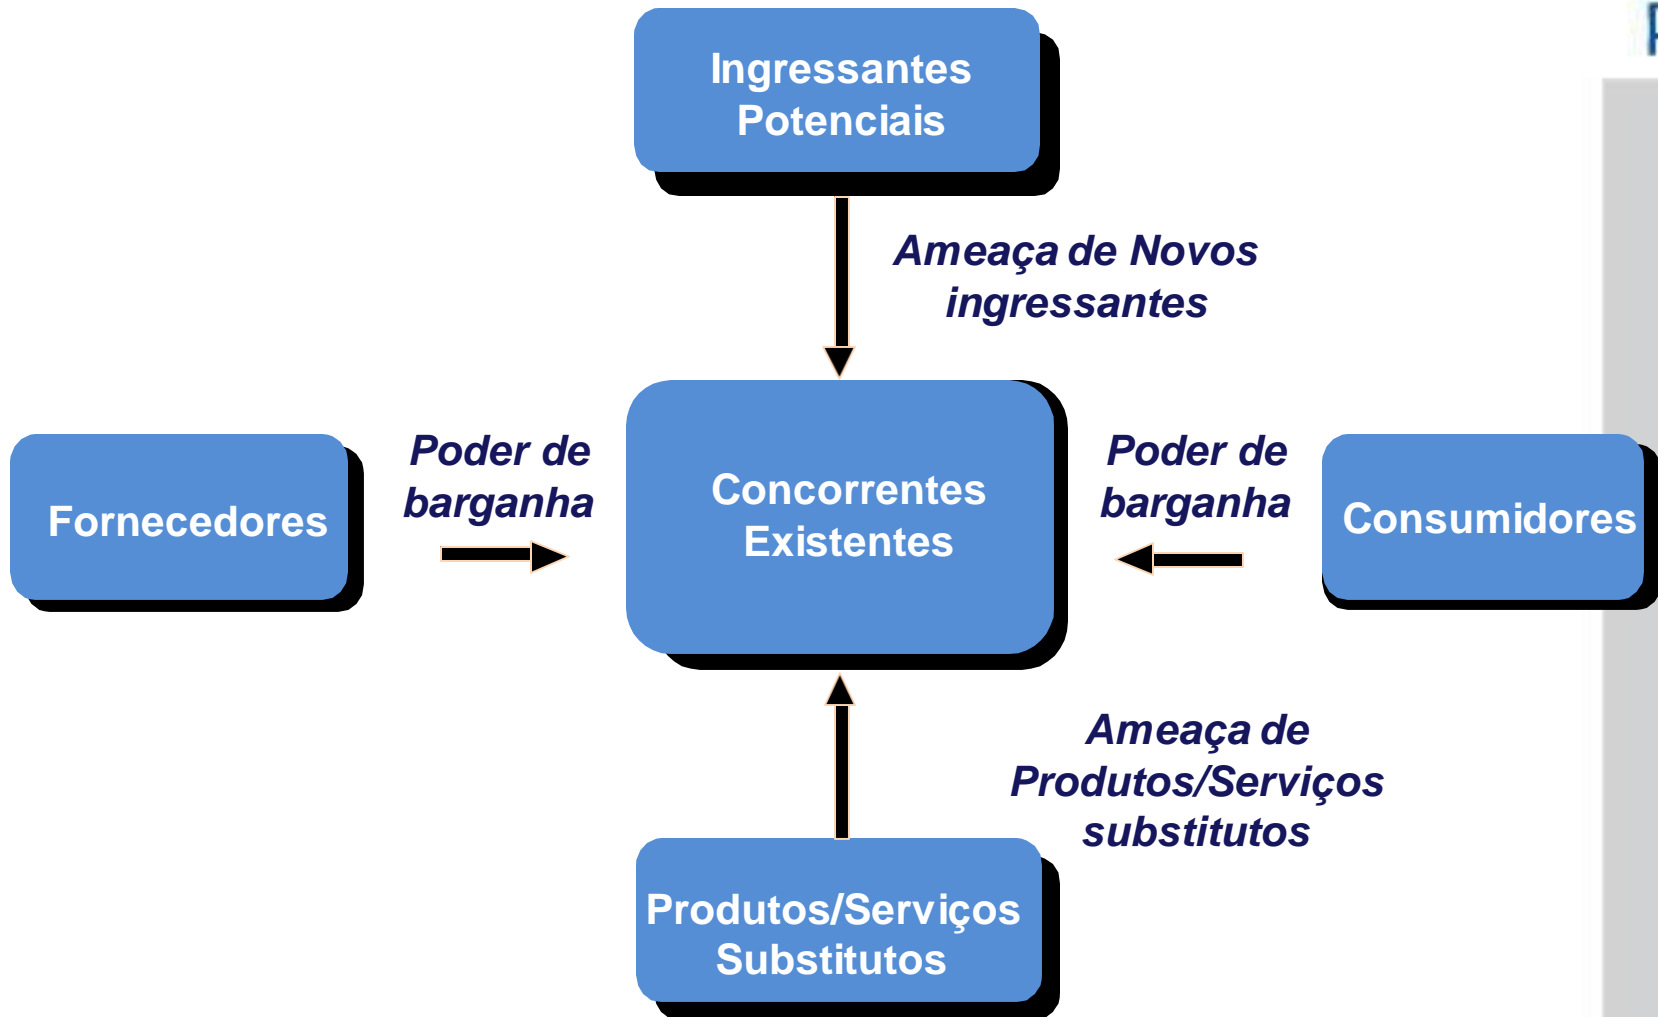 Ingressantes
Potenciais
Ameaça de Novos
ingressantes
Fornecedores
Poder de
barganha
Concorrentes
Existentes
Poder de
barganha
Consumidores
Ameaça de
Produtos/Serviços
substitutos
Produtos/Serviços
Substitutos